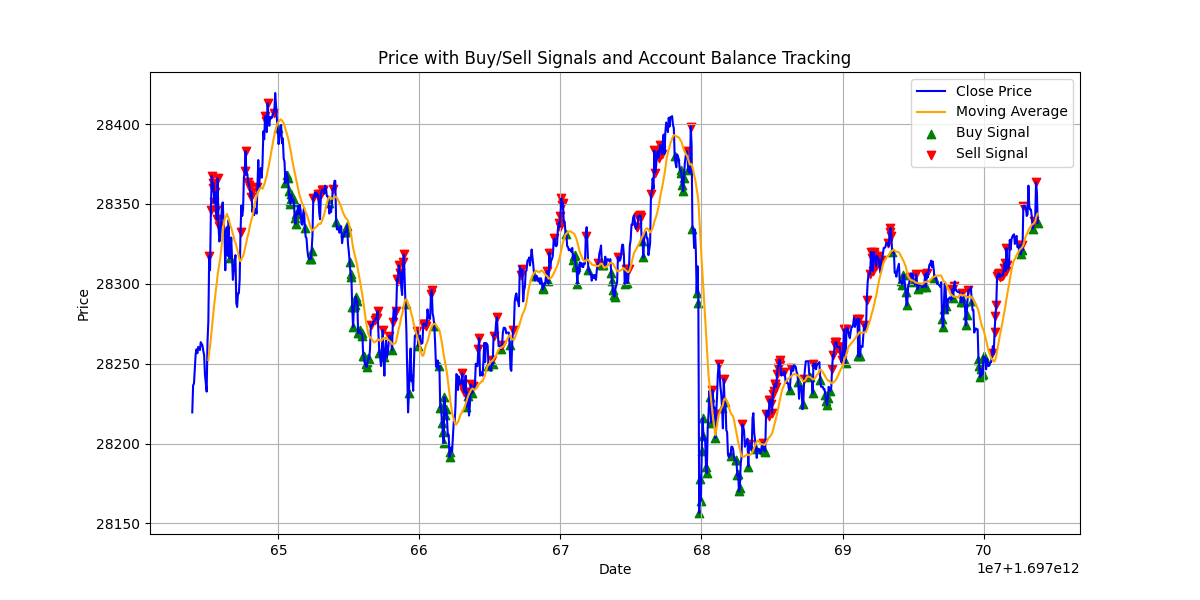 Price with Buy/Sell Signals and Account Balance Tracking
Close Price
Moving Average
Buy Signal
Sell Signal
28400
28350
28300
28250
28200
28150
Price
65 66 67 68 69 70
Date
1e7+1.697e12